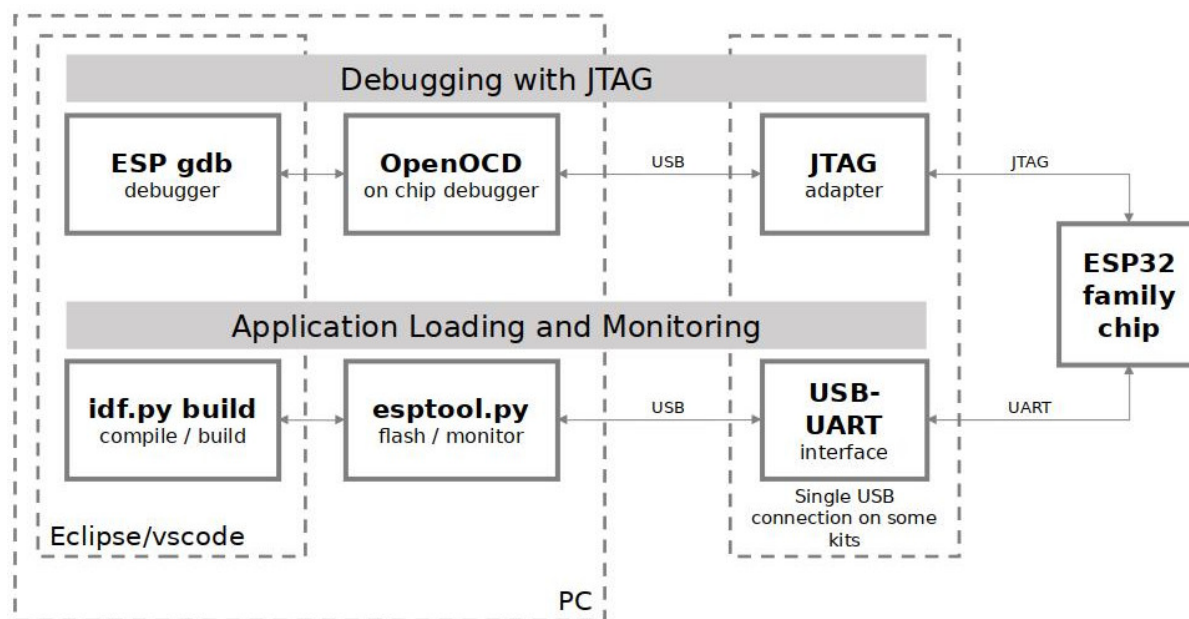 Debugging with JTAG
ESP gdb
debugger
OpenOCD
on chip debugger
USB
JTAG
adapter
JTAG
ESP32
family
chip
Application Loading and Monitoring
idf.py build
compile / build
esptool.py
flash / monitor
USB
USB-
UART
interface
UART
Single USB
connection on some
kits
Eclipse/vscode
PC